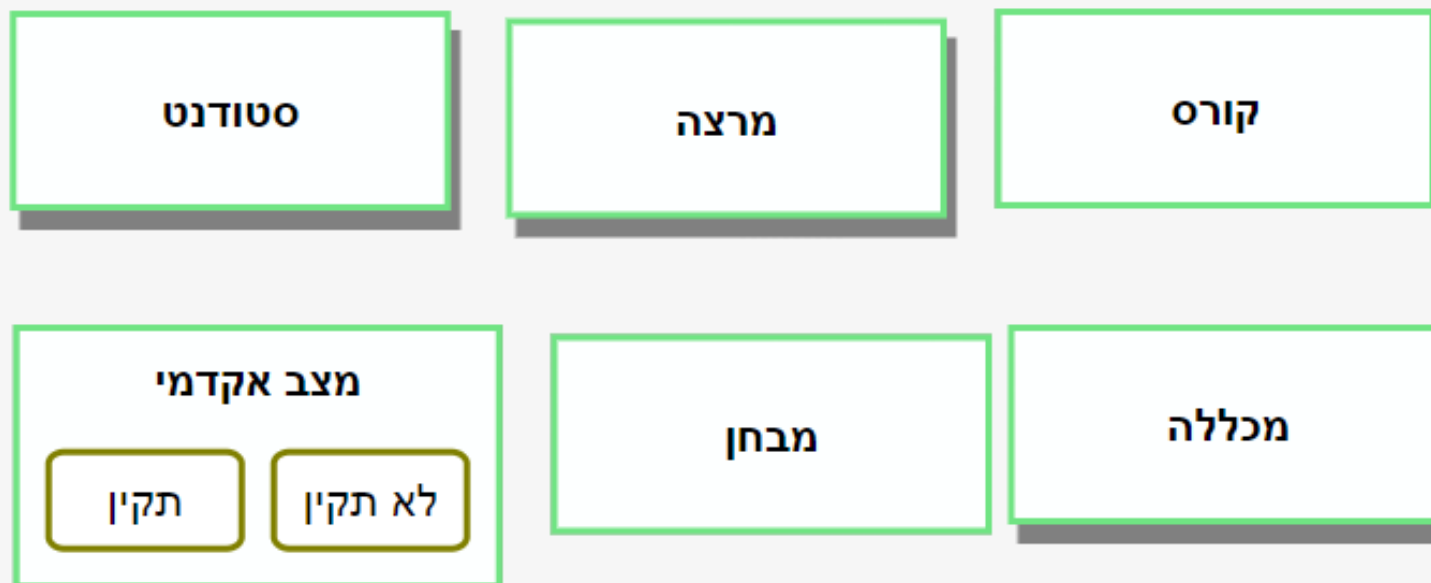 קורס
מרצה
סטודנט
מכללה
מבחן
מצב אקדמי
לא תקין
תקין